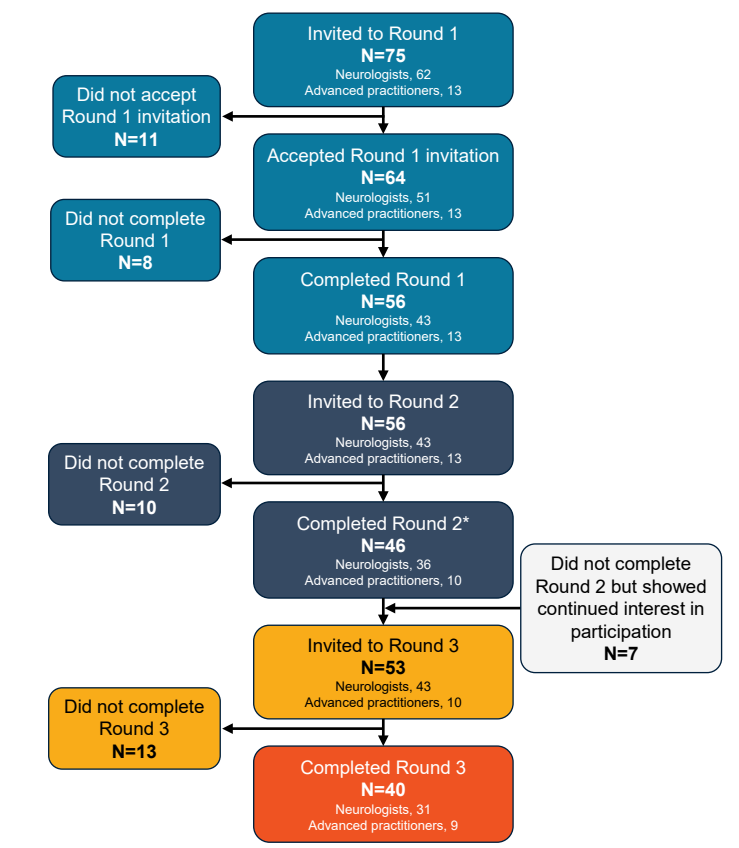 Invited to Round 1
N=75
Neurologists, 62
Advanced practitioners, 13
Did not accept
Round 1 invitation
N=11
Accepted Round 1 invitation
N=64
Neurologists, 51
Advanced practitioners, 13
Did not complete
Round 1
N=8
Completed Round 1
N=56
Neurologists, 43
Advanced practitioners, 13
Invited to Round 2
N=56
Neurologists, 43
Advanced practitioners, 13
Did not complete
Round 2
N=10
Completed Round 2*
N=46
Neurologists, 36
Advanced practitioners, 10
Did not complete
Round 2 but showed
continued interest in
participation
N=7
Invited to Round 3
N=53
Neurologists, 43
Advanced practitioners, 10
Did not complete
Round 3
N=13
Completed Round 3
N=40
Neurologists, 31
Advanced practitioners, 9